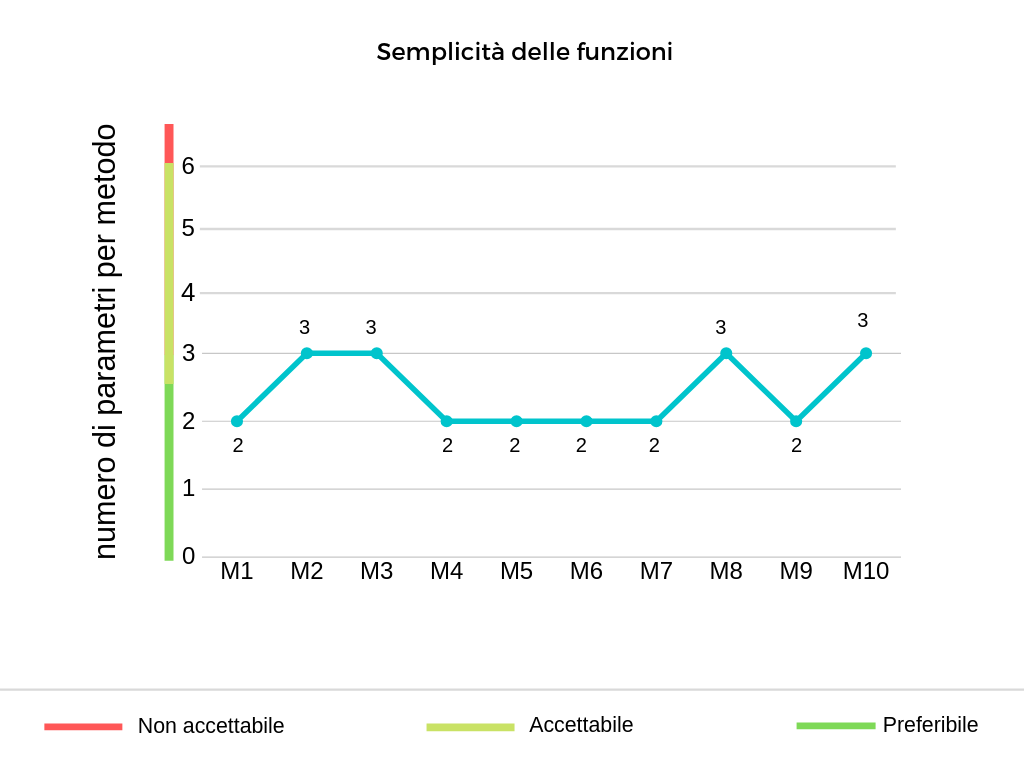 Semplicità delle funzioni
numero di parametri per metodo
6
5
4
3
2
1
0
3
3
3
3
2
2
2
2
2
2
M1 M2 M3 M4 M5 M6 M7 M8 M9 M10
Non accettabile
Accettabile
Preferibile